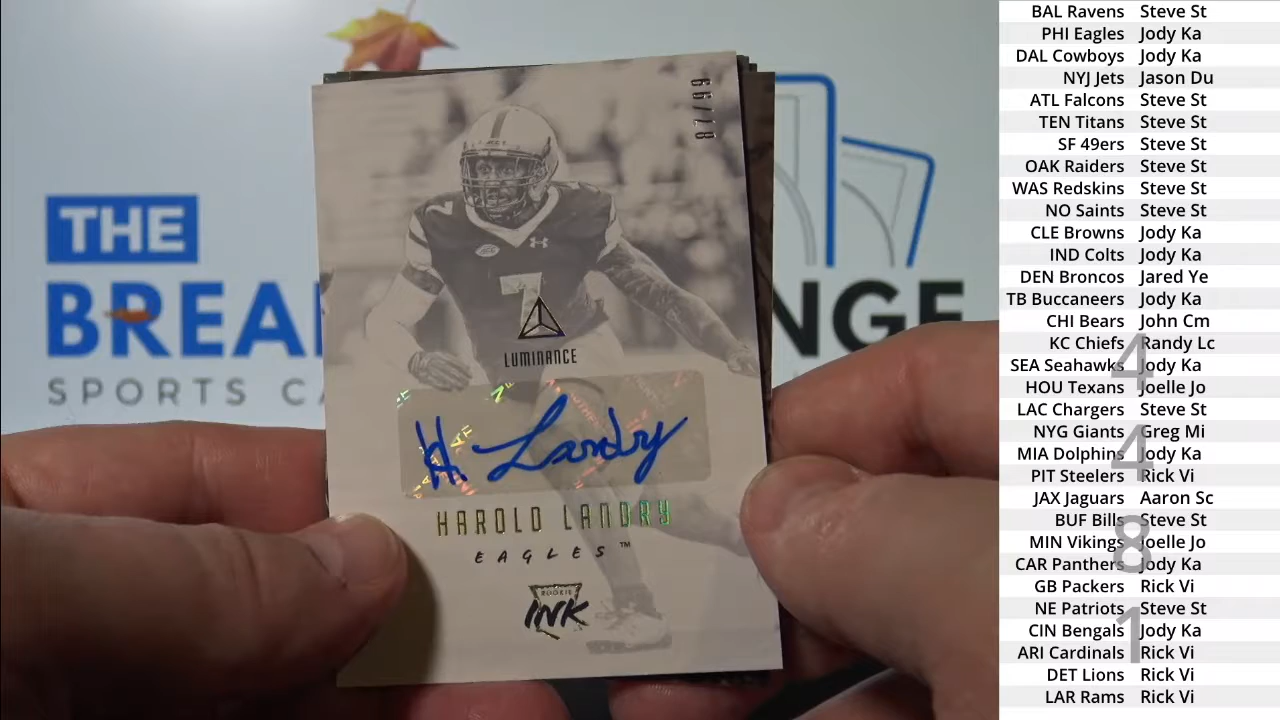 THE
BREA
NGE
SPORTS CA
87/99
7
7
LUMINANCE
H Landry
HAROLD LANDRY
EAGLES™
ROOKIE
INK
BAL Ravens Steve St
PHI Eagles Jody Ka
DAL Cowboys Jody Ka
NYJ Jets Jason Du
ATL Falcons Steve St
TEN Titans Steve St
SF 49ers Steve St
OAK Raiders Steve St
WAS Redskins Steve St
NO Saints Steve St
CLE Browns Jody Ka
IND Colts Jody Ka
DEN Broncos Jared Ye
TB Buccaneers Jody Ka
CHI Bears John Cm
KC Chiefs Randy Lc
SEA Seahawks Jody Ka
HOU Texans Joelle Jo
LAC Chargers Steve St
NYG Giants Greg Mi
MIA Dolphins Jody Ka
PIT Steelers Rick Vi
JAX Jaguars Aaron Sc
BUF Bills Steve St
MIN Vikings Joelle Jo
CAR Panthers Jody Ka
GB Packers Rick Vi
NE Patriots Steve St
CIN Bengals Jody Ka
ARI Cardinals Rick Vi
DET Lions Rick Vi
LAR Rams Rick Vi
4
4
8
1